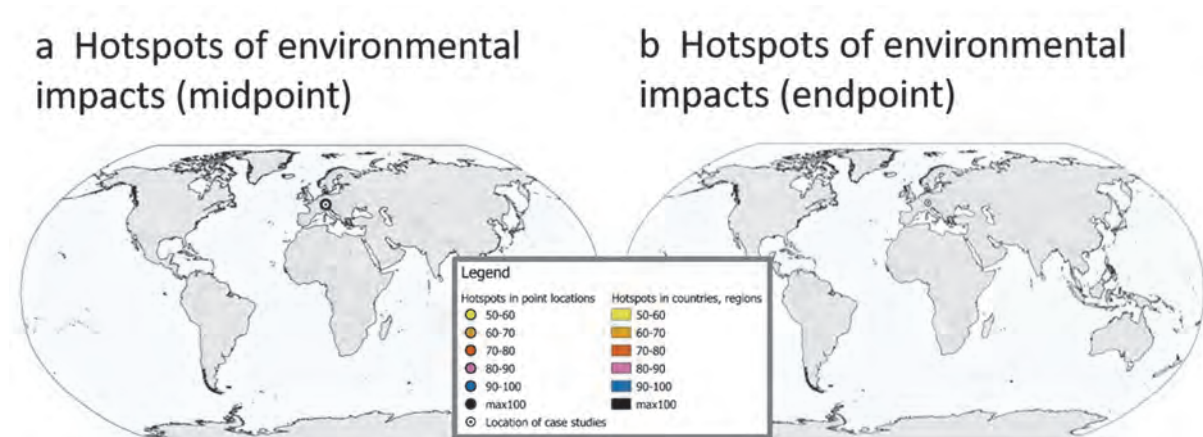 a Hotspots of environmental
impacts (midpoint)
b Hotspots of environmental
impacts (endpoint)
Legend
Hotspots in point locations
50-60
60-70
70-80
80-90
90-100
max100
Location of case studies
Hotspots in countries, regions
50-60
60-70
70-80
80-90
90-100
max100